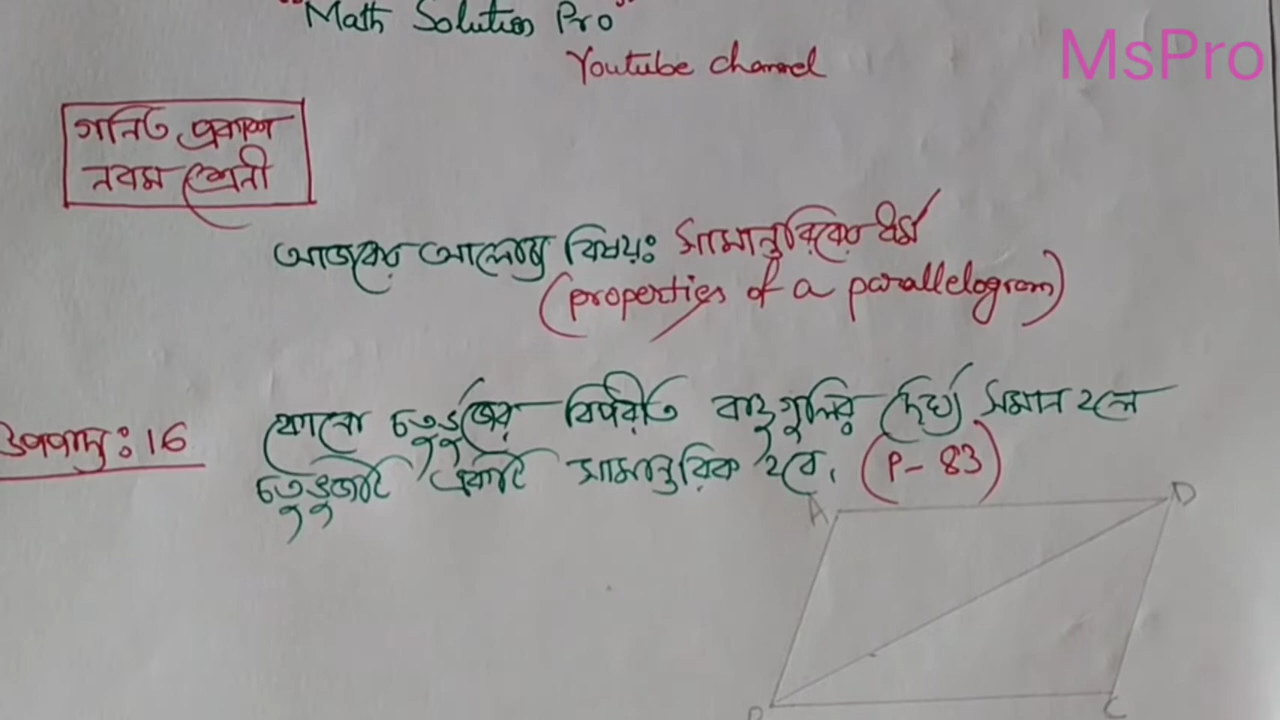 "Math Solution Pro"
Youtube channel
MsPro
গনিত প্রকাশ
নবম শ্রেনী
আজকের আলোচ্য বিষয়ঃ সামান্তরিকের ধর্ম
(properties of a parallelogram)
উপপাদ্যঃ 16
কোনো চতুর্ভুজের বিপরীত বাহুগুলির দৈর্ঘ্য সমান হলে
চতুর্ভুজটি একটি সামান্তরিক হবে। (P- 83)
A D
B C